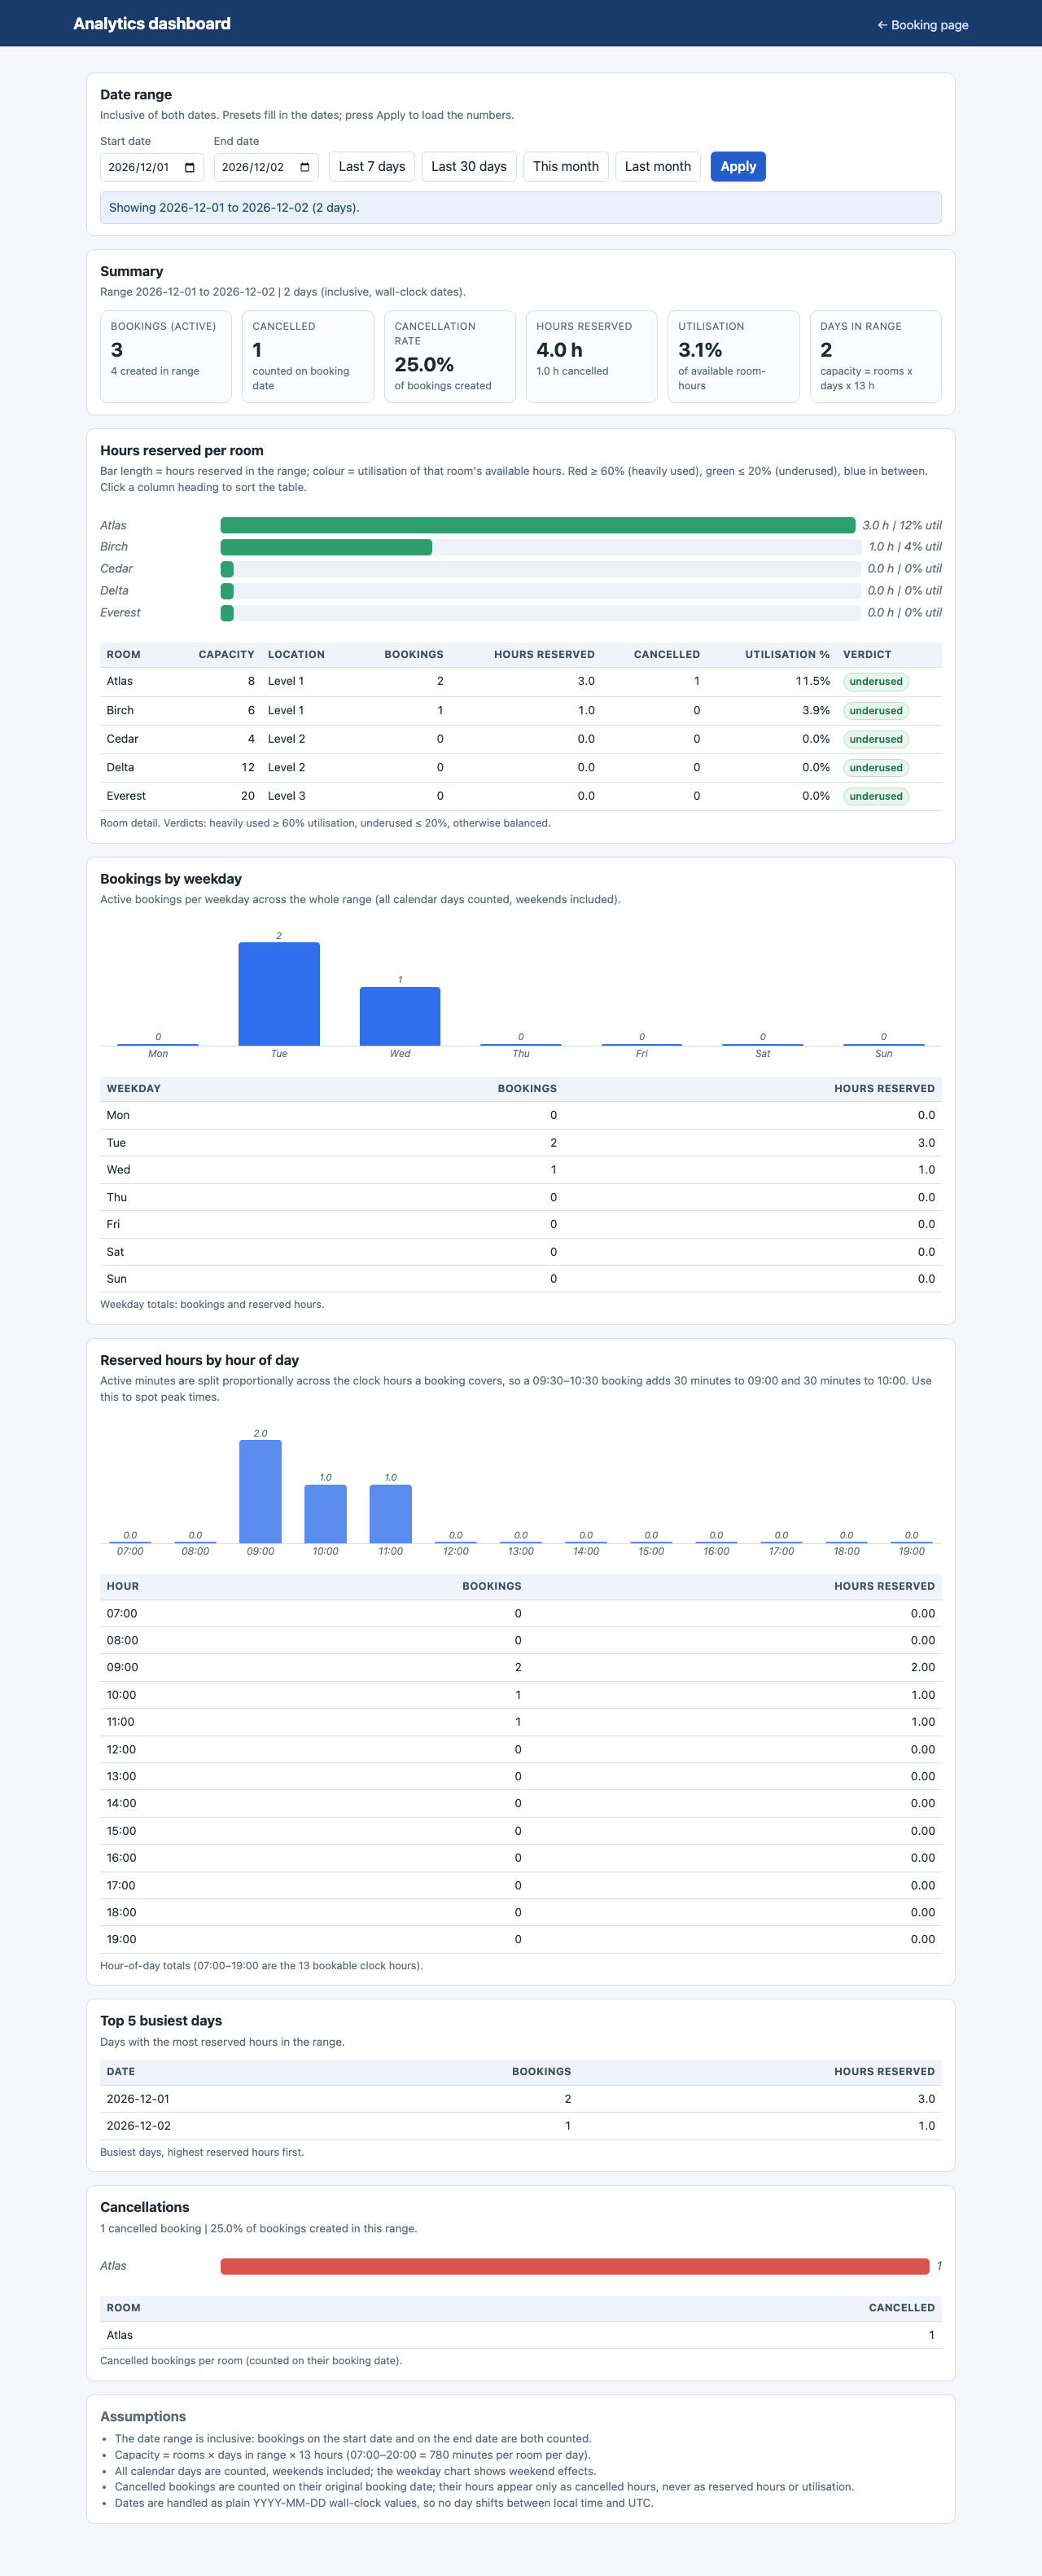 Analytics dashboard
← Booking page
Date range
Inclusive of both dates. Presets fill in the dates; press Apply to load the numbers.
Start date
End date
2026/12/01
2026/12/02
Last 7 days
Last 30 days
This month
Last month
Apply
Showing 2026-12-01 to 2026-12-02 (2 days).
Summary
Range 2026-12-01 to 2026-12-02 | 2 days (inclusive, wall-clock dates).
BOOKINGS (ACTIVE)
3
4 created in range
CANCELLED
1
counted on booking
date
CANCELLATION
RATE
25.0%
of bookings created
HOURS RESERVED
4.0 h
1.0 h cancelled
UTILISATION
3.1%
of available room-
hours
DAYS IN RANGE
2
capacity = rooms x
days x 13 h
Hours reserved per room
Bar length = hours reserved in the range; colour = utilisation of that room's available hours. Red ≥ 60% (heavily used), green ≤ 20% (underused), blue in between.
Click a column heading to sort the table.
Atlas 3.0 h | 12% util
Birch 1.0 h | 4% util
Cedar 0.0 h | 0% util
Delta 0.0 h | 0% util
Everest 0.0 h | 0% util
ROOM CAPACITY LOCATION BOOKINGS HOURS RESERVED CANCELLED UTILISATION % VERDICT
Atlas 8 Level 1 2 3.0 1 11.5% underused
Birch 6 Level 1 1 1.0 0 3.9% underused
Cedar 4 Level 2 0 0.0 0 0.0% underused
Delta 12 Level 2 0 0.0 0 0.0% underused
Everest 20 Level 3 0 0.0 0 0.0% underused
Room detail. Verdicts: heavily used ≥ 60% utilisation, underused ≤ 20%, otherwise balanced.
Bookings by weekday
Active bookings per weekday across the whole range (all calendar days counted, weekends included).
0 2 1 0 0 0 0
Mon Tue Wed Thu Fri Sat Sun
WEEKDAY BOOKINGS HOURS RESERVED
Mon 0 0.0
Tue 2 3.0
Wed 1 1.0
Thu 0 0.0
Fri 0 0.0
Sat 0 0.0
Sun 0 0.0
Weekday totals: bookings and reserved hours.
Reserved hours by hour of day
Active minutes are split proportionally across the clock hours a booking covers, so a 09:30–10:30 booking adds 30 minutes to 09:00 and 30 minutes to 10:00. Use
this to spot peak times.
0.0 0.0 2.0 1.0 1.0 0.0 0.0 0.0 0.0 0.0 0.0 0.0 0.0
07:00 08:00 09:00 10:00 11:00 12:00 13:00 14:00 15:00 16:00 17:00 18:00 19:00
HOUR BOOKINGS HOURS RESERVED
07:00 0 0.00
08:00 0 0.00
09:00 2 2.00
10:00 1 1.00
11:00 1 1.00
12:00 0 0.00
13:00 0 0.00
14:00 0 0.00
15:00 0 0.00
16:00 0 0.00
17:00 0 0.00
18:00 0 0.00
19:00 0 0.00
Hour-of-day totals (07:00–19:00 are the 13 bookable clock hours).
Top 5 busiest days
Days with the most reserved hours in the range.
DATE BOOKINGS HOURS RESERVED
2026-12-01 2 3.0
2026-12-02 1 1.0
Busiest days, highest reserved hours first.
Cancellations
1 cancelled booking | 25.0% of bookings created in this range.
Atlas 1
ROOM CANCELLED
Atlas 1
Cancelled bookings per room (counted on their booking date).
Assumptions
• The date range is inclusive: bookings on the start date and on the end date are both counted.
• Capacity = rooms × days in range × 13 hours (07:00–20:00 = 780 minutes per room per day).
• All calendar days are counted, weekends included; the weekday chart shows weekend effects.
• Cancelled bookings are counted on their original booking date; their hours appear only as cancelled hours, never as reserved hours or utilisation.
• Dates are handled as plain YYYY-MM-DD wall-clock values, so no day shifts between local time and UTC.